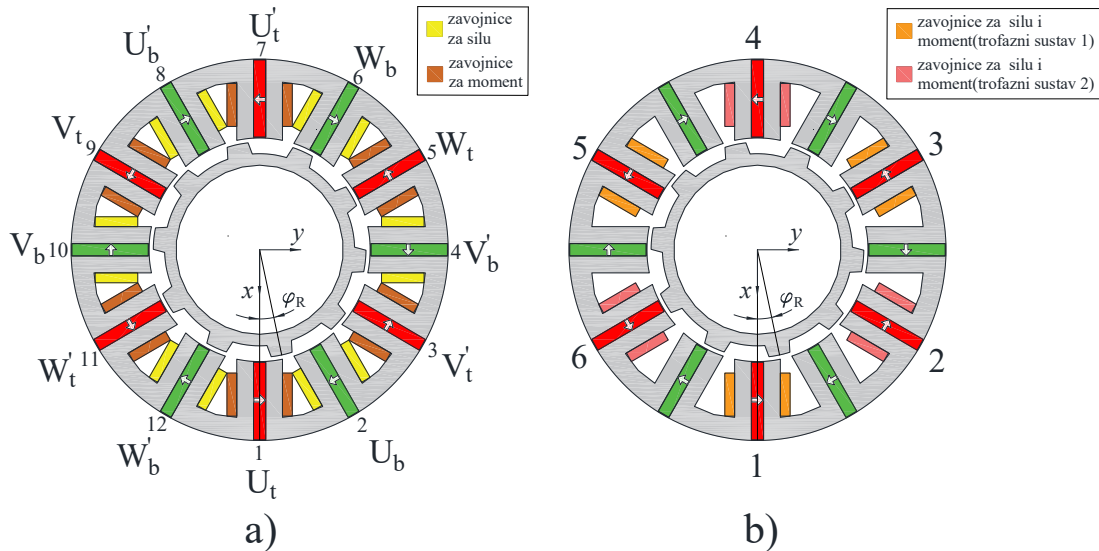 zavojnice
za silu
zavojnice
za moment
U't
7
U'b
8
Wb
6
Vt
9
5
Wt
Vb
10
4
V'b
y
x
φR
W't
11
3
V't
12
W'b
1
Ut
2
Ub
a)
zavojnice za silu i
moment(trofazni sustav 1)
zavojnice za silu i
moment(trofazni sustav 2)
4
5
3
y
x
φR
6
2
1
b)